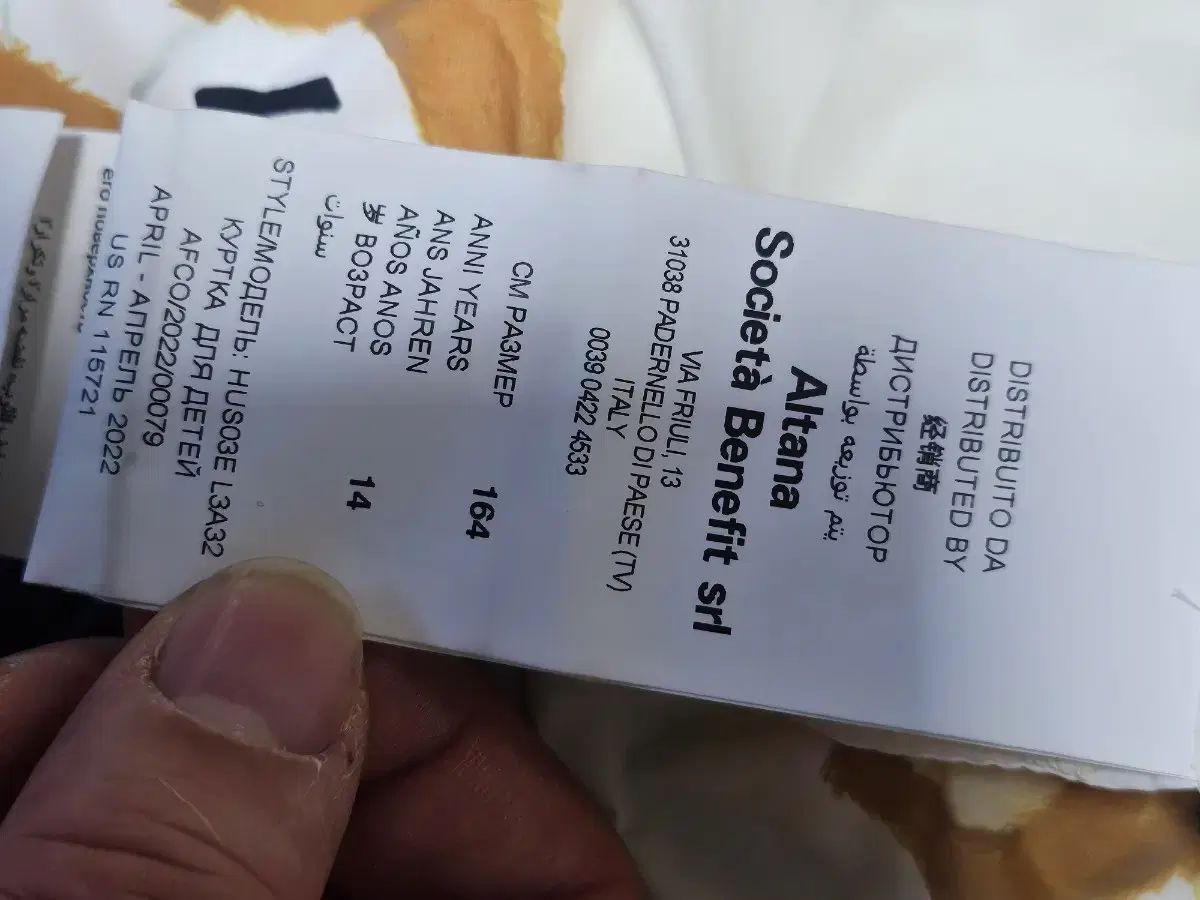 DISTRIBUITO DA
DISTRIBUTED BY
经销商
ДИСТРИБЬЮТОР
يتم توزيعه بواسطة
Altana
Società Benefit srl
VIA FRIULI, 13
31038 PADERNELLO DI PAESE (TV)
ITALY
0039 0422 4533
CM РАЗМЕР 164
ANNI YEARS
ANS JAHREN
AÑOS ANOS
岁 ВОЗРАСТ 14
سنوات
STYLE/МОДЕЛЬ: HUS03E L3A32
КУРТКА ДЛЯ ДЕТЕЙ
AFCO/2022/00079
APRIL - АПРЕЛЬ 2022
US RN 115721